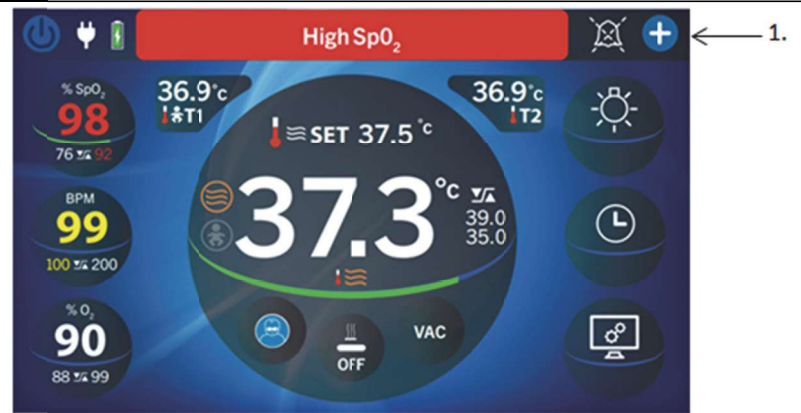 High Sp0₂
1.
% SpO₂
98
76 92
36.9°c
T1
36.9°c
T2
SET 37.5 °c
37.3 °c
39.0
35.0
BPM
99
100 200
% O₂
90
88 99
OFF
VAC